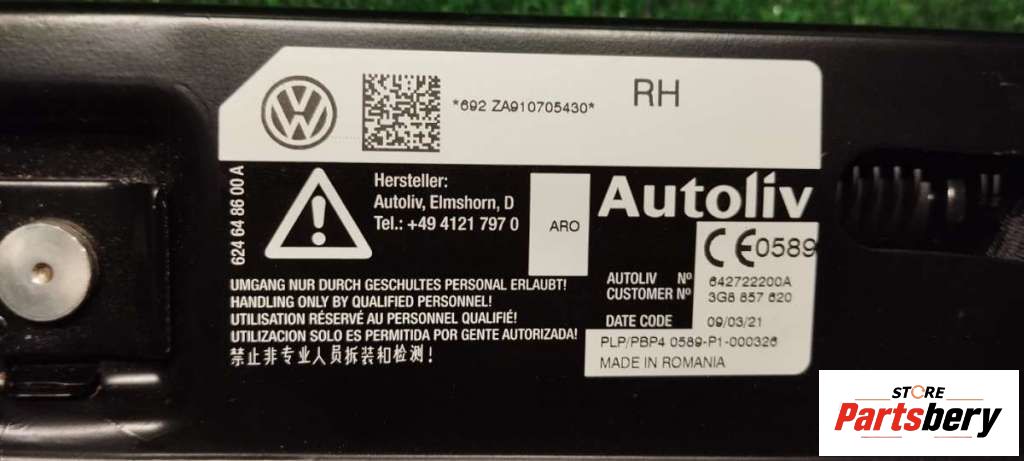 *692 ZA910705430*
RH
624 64 86 00 A
Hersteller:
Autoliv, Elmshorn, D
Tel.: +49 4121 797 0
ARO
Autoliv
CE0589
AUTOLIV Nº 642722200A
CUSTOMER Nº 3G8 857 620
DATE CODE 09/03/21
PLP/PBP4 0589-P1-000326
MADE IN ROMANIA
UMGANG NUR DURCH GESCHULTES PERSONAL ERLAUBT!
HANDLING ONLY BY QUALIFIED PERSONNEL!
UTILISATION RÉSERVÉ AU PERSONNEL QUALIFÉ!
UTILIZACION SOLO ES PERMITIDA POR GENTE AUTORIZADA!
禁止非专业人员拆装和检测!
STORE
Partsbery